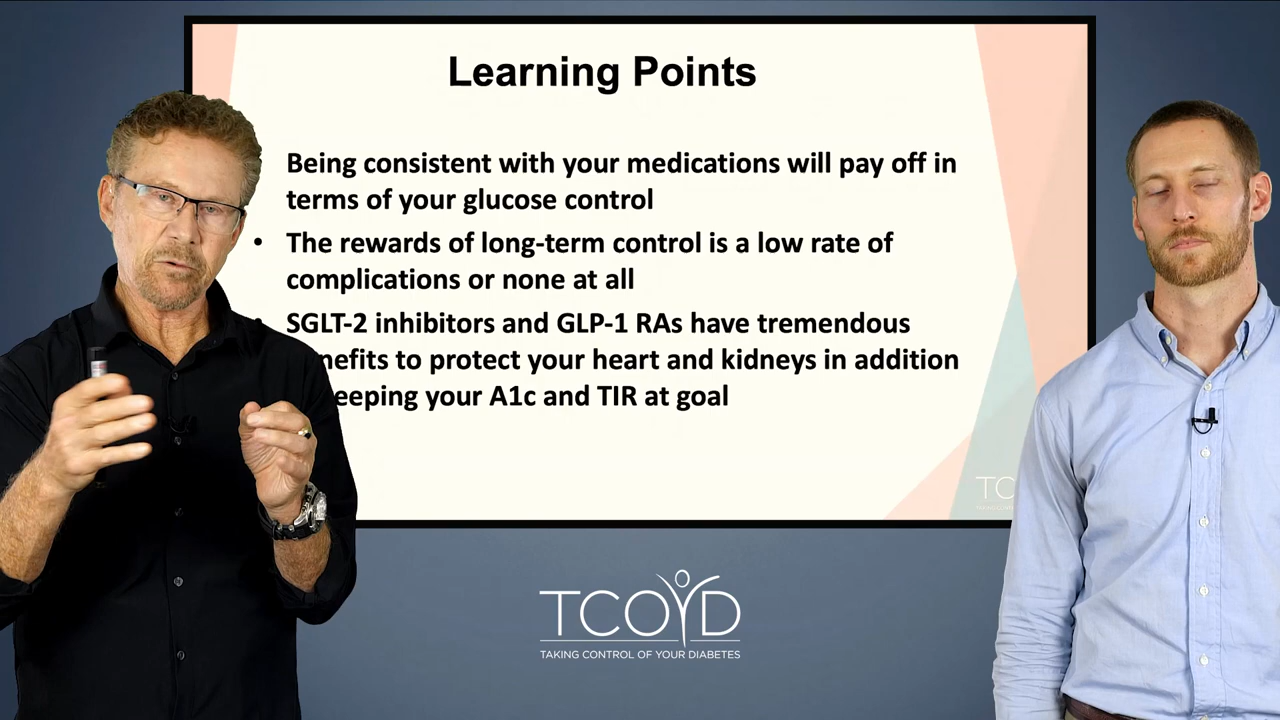 Learning Points
Being consistent with your medications will pay off in
terms of your glucose control
• The rewards of long-term control is a low rate of
complications or none at all
SGLT-2 inhibitors and GLP-1 RAs have tremendous
to protect your heart and kidneys in addition
your A1c and TIR at goal
TCOYD
TAKING CONTROL OF YOUR DIABETES